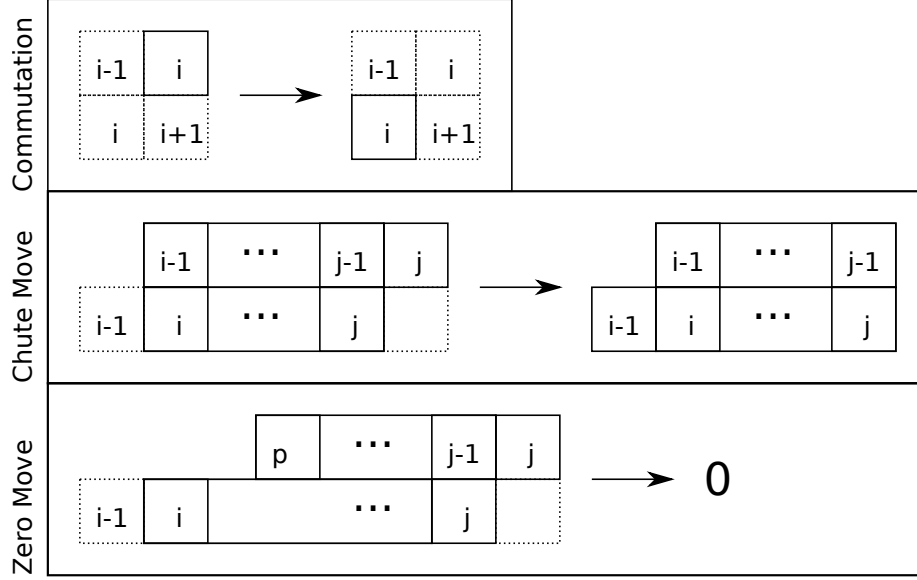 Commutation
i-1 i
i i+1
i-1 i
i i+1
Chute Move
i-1 ... j-1 j
i-1 i ... j
i-1 ... j-1
i-1 i ... j
Zero Move
p ... j-1 j
i-1 i ... j
0